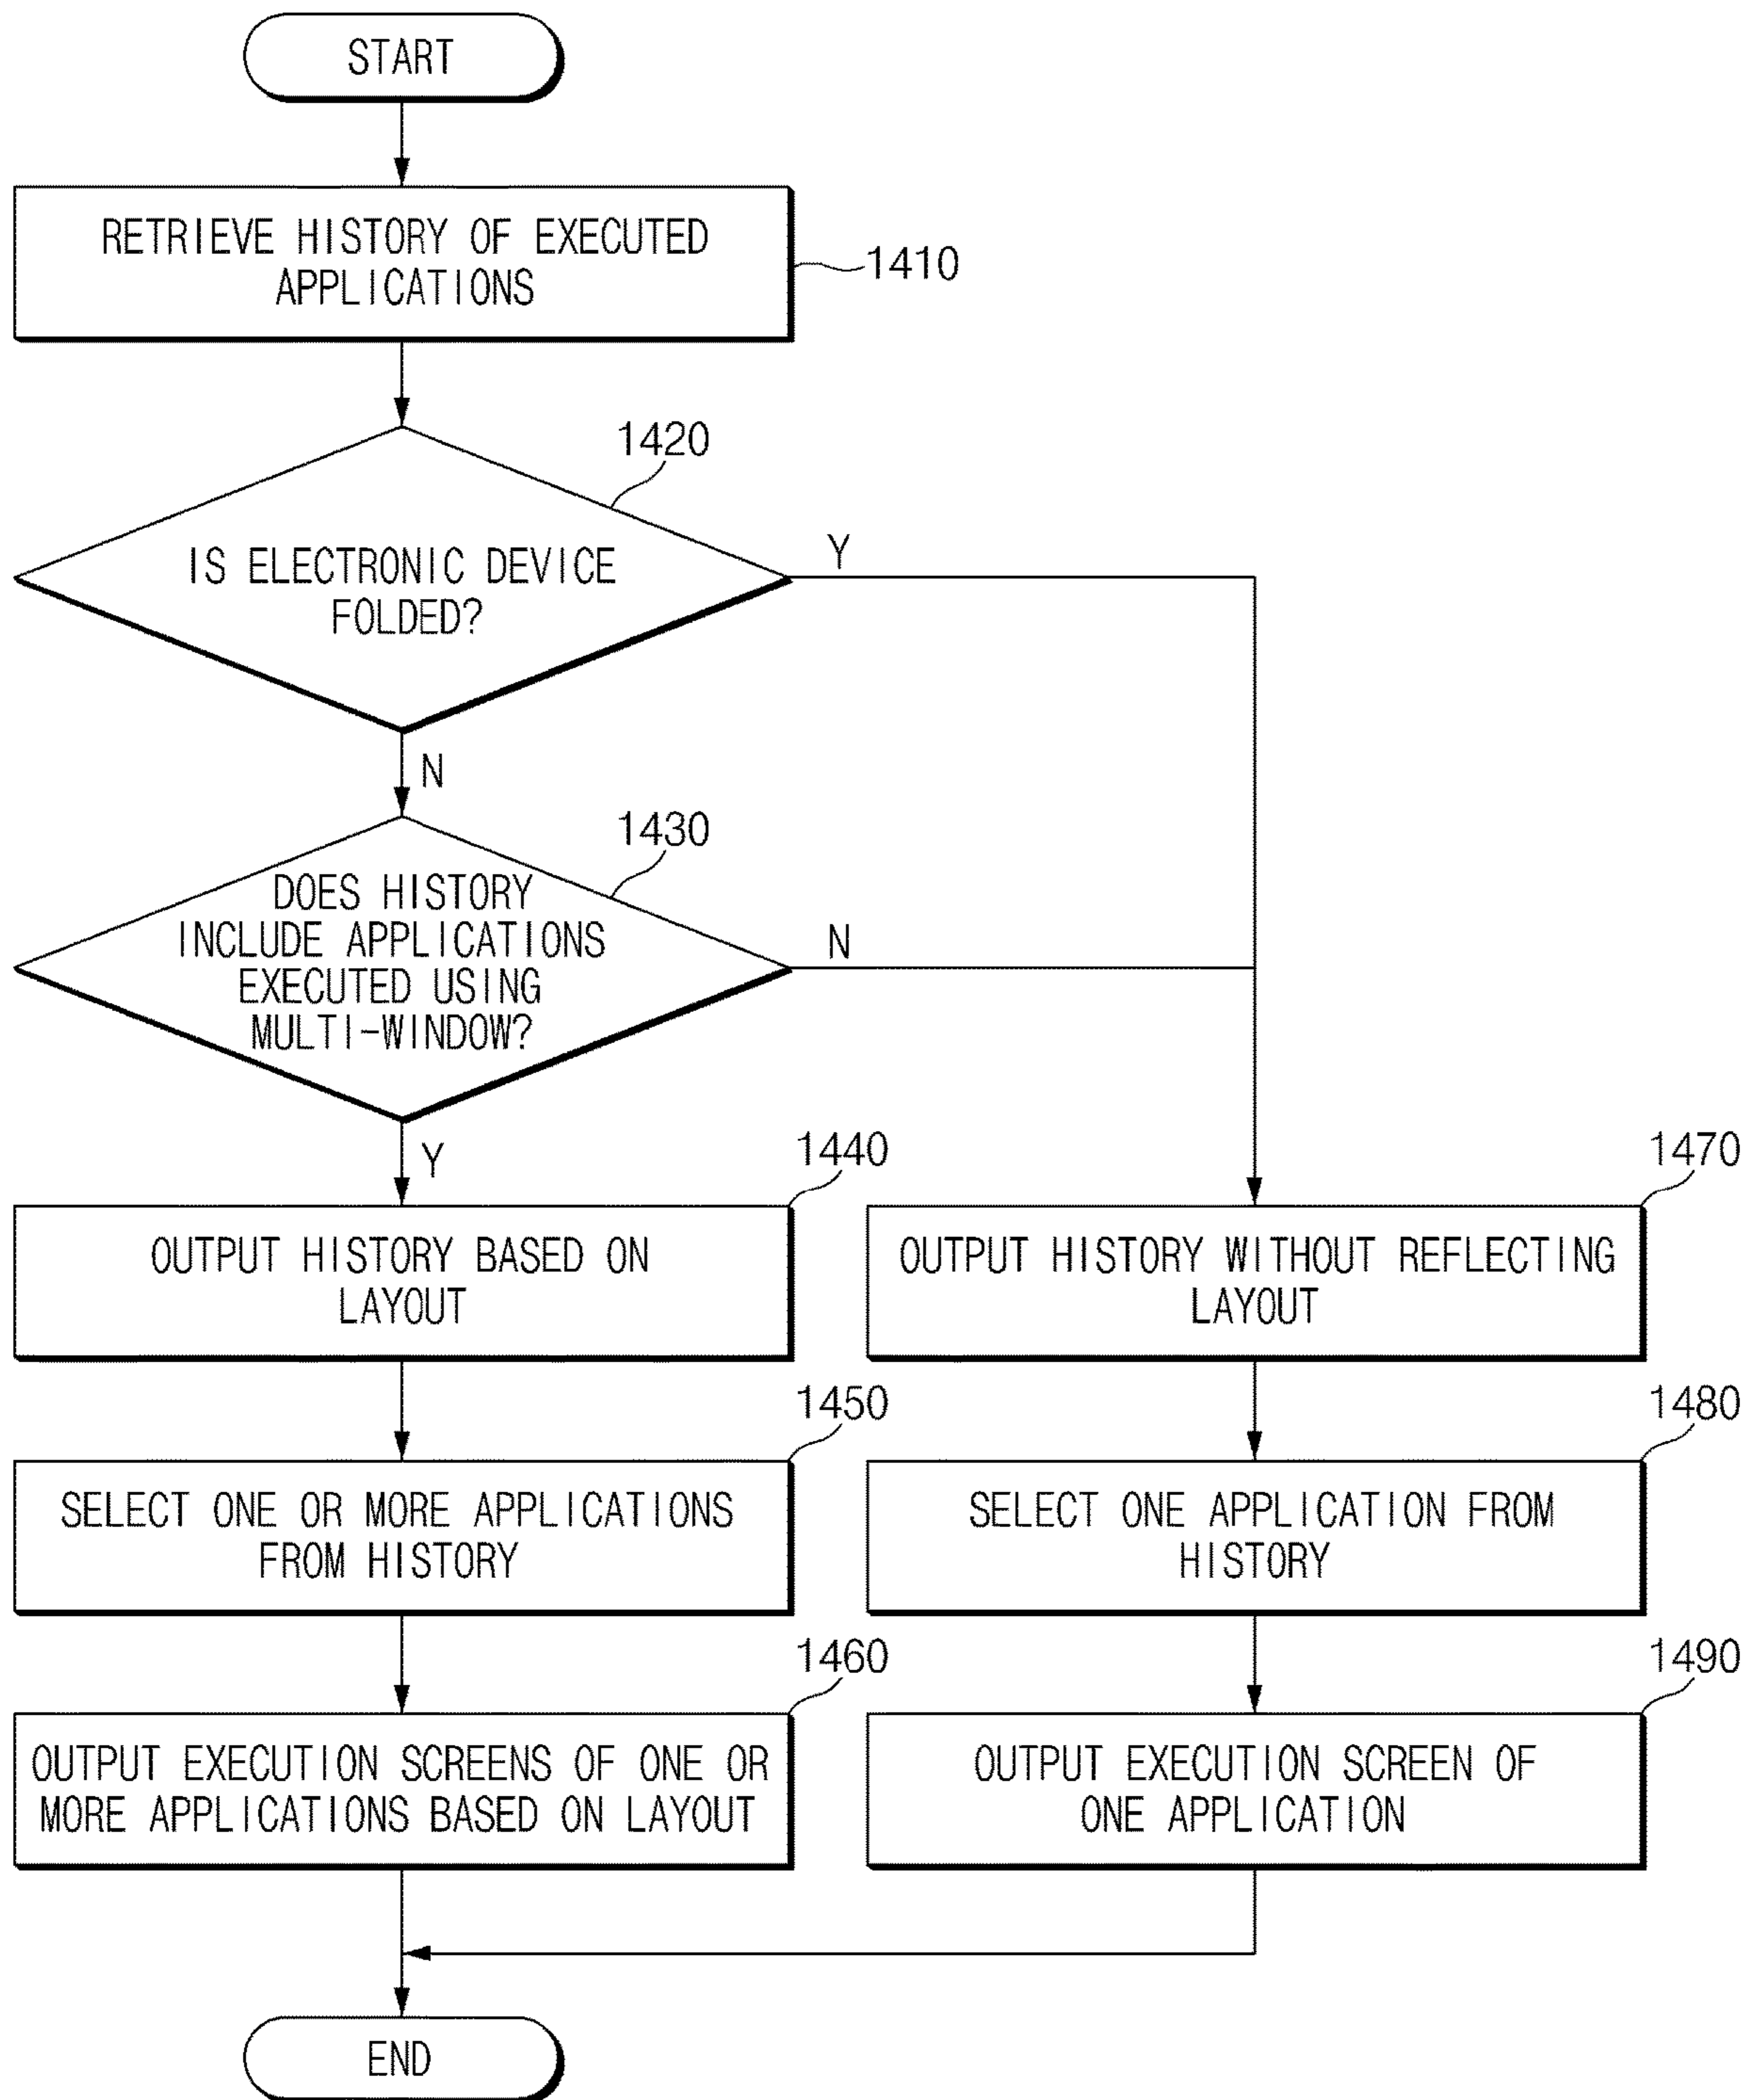 START
RETRIEVE HISTORY OF EXECUTED
APPLICATIONS
1410
1420
IS ELECTRONIC DEVICE
FOLDED?
Y
N
1430
DOES HISTORY
INCLUDE APPLICATIONS
EXECUTED USING
MULTI-WINDOW?
N
Y
1440
OUTPUT HISTORY BASED ON
LAYOUT
1470
OUTPUT HISTORY WITHOUT REFLECTING
LAYOUT
1450
SELECT ONE OR MORE APPLICATIONS
FROM HISTORY
1480
SELECT ONE APPLICATION FROM
HISTORY
1460
OUTPUT EXECUTION SCREENS OF ONE OR
MORE APPLICATIONS BASED ON LAYOUT
1490
OUTPUT EXECUTION SCREEN OF
ONE APPLICATION
END